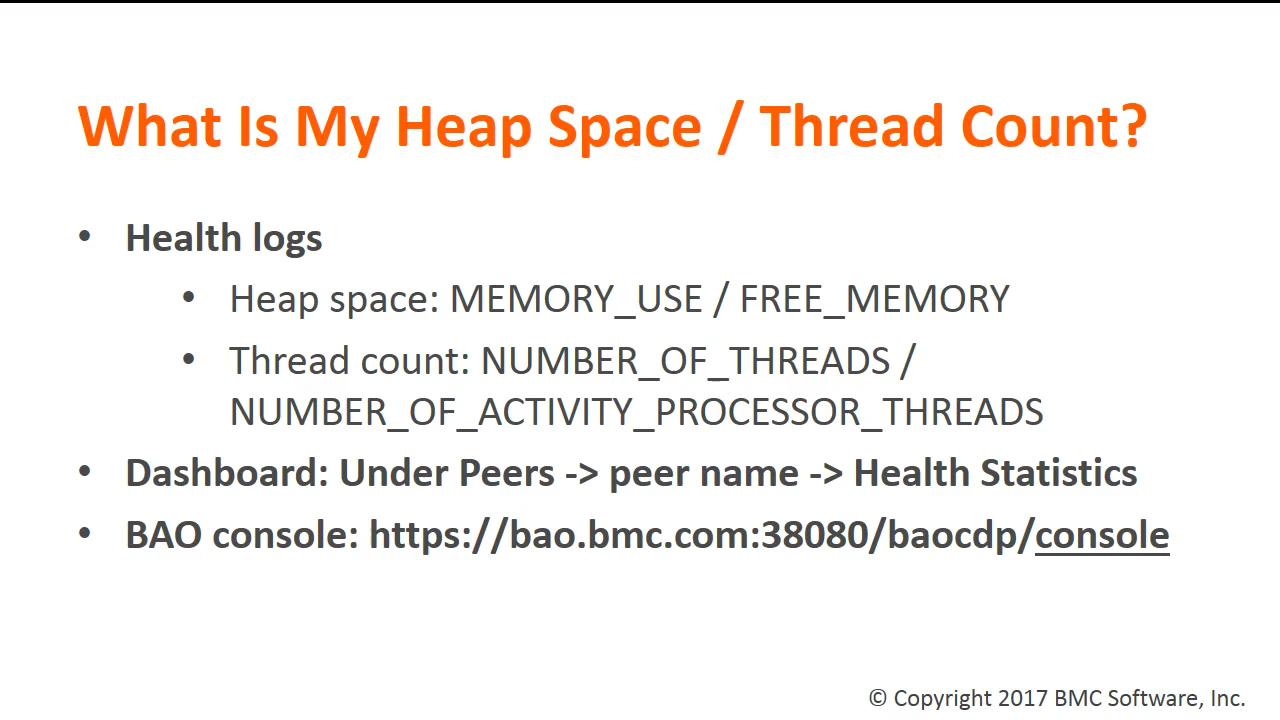 What Is My Heap Space / Thread Count?
• Health logs
• Heap space: MEMORY_USE / FREE_MEMORY
• Thread count: NUMBER_OF_THREADS /
NUMBER_OF_ACTIVITY_PROCESSOR_THREADS
• Dashboard: Under Peers -> peer name -> Health Statistics
• BAO console: https://bao.bmc.com:38080/baocdp/console
© Copyright 2017 BMC Software, Inc.